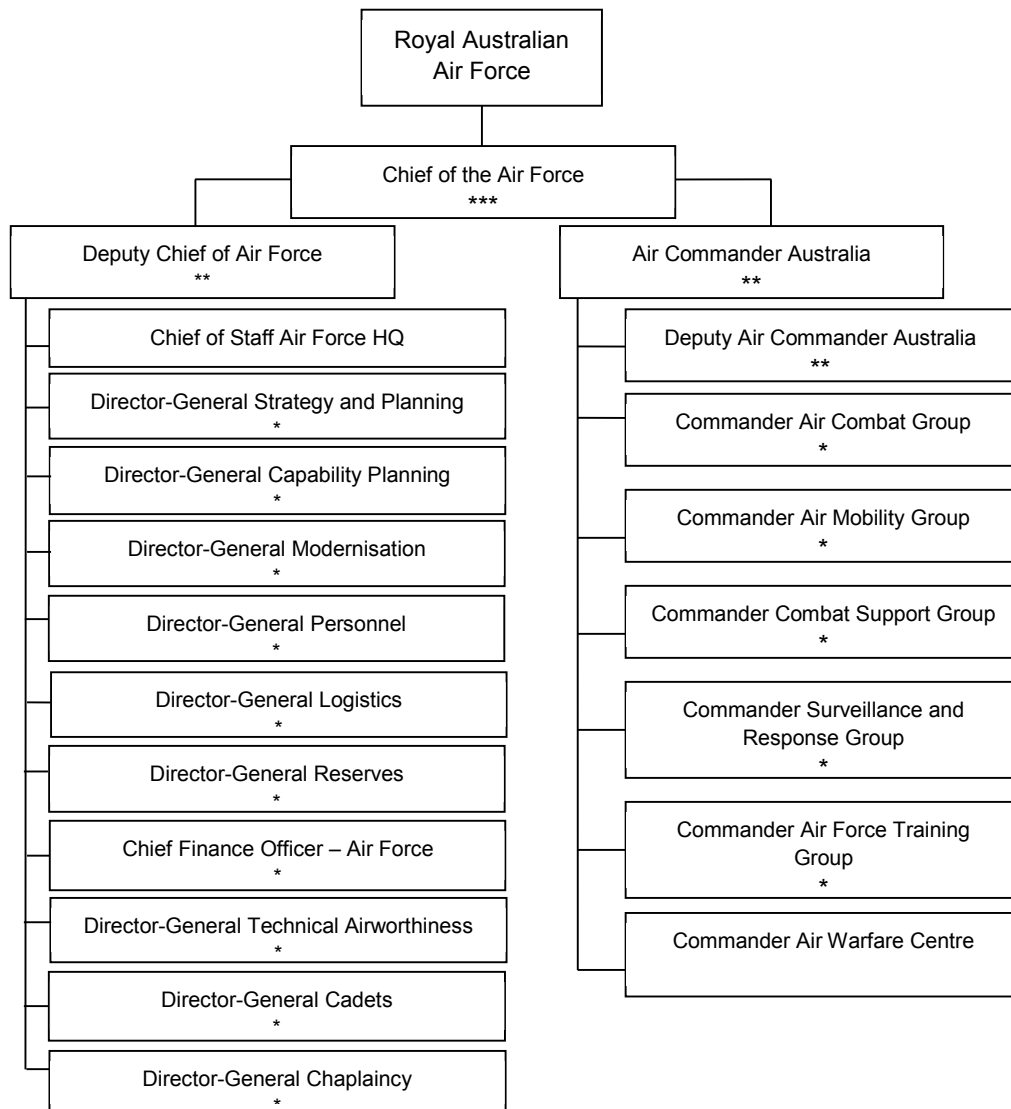 Royal Australian
Air Force
Chief of the Air Force
***
Deputy Chief of Air Force
**
Chief of Staff Air Force HQ
Director-General Strategy and Planning
*
Director-General Capability Planning
*
Director-General Modernisation
*
Director-General Personnel
*
Director-General Logistics
*
Director-General Reserves
*
Chief Finance Officer – Air Force
*
Director-General Technical Airworthiness
*
Director-General Cadets
*
Director-General Chaplaincy
*
Air Commander Australia
**
Deputy Air Commander Australia
**
Commander Air Combat Group
*
Commander Air Mobility Group
*
Commander Combat Support Group
*
Commander Surveillance and
Response Group
*
Commander Air Force Training
Group
*
Commander Air Warfare Centre